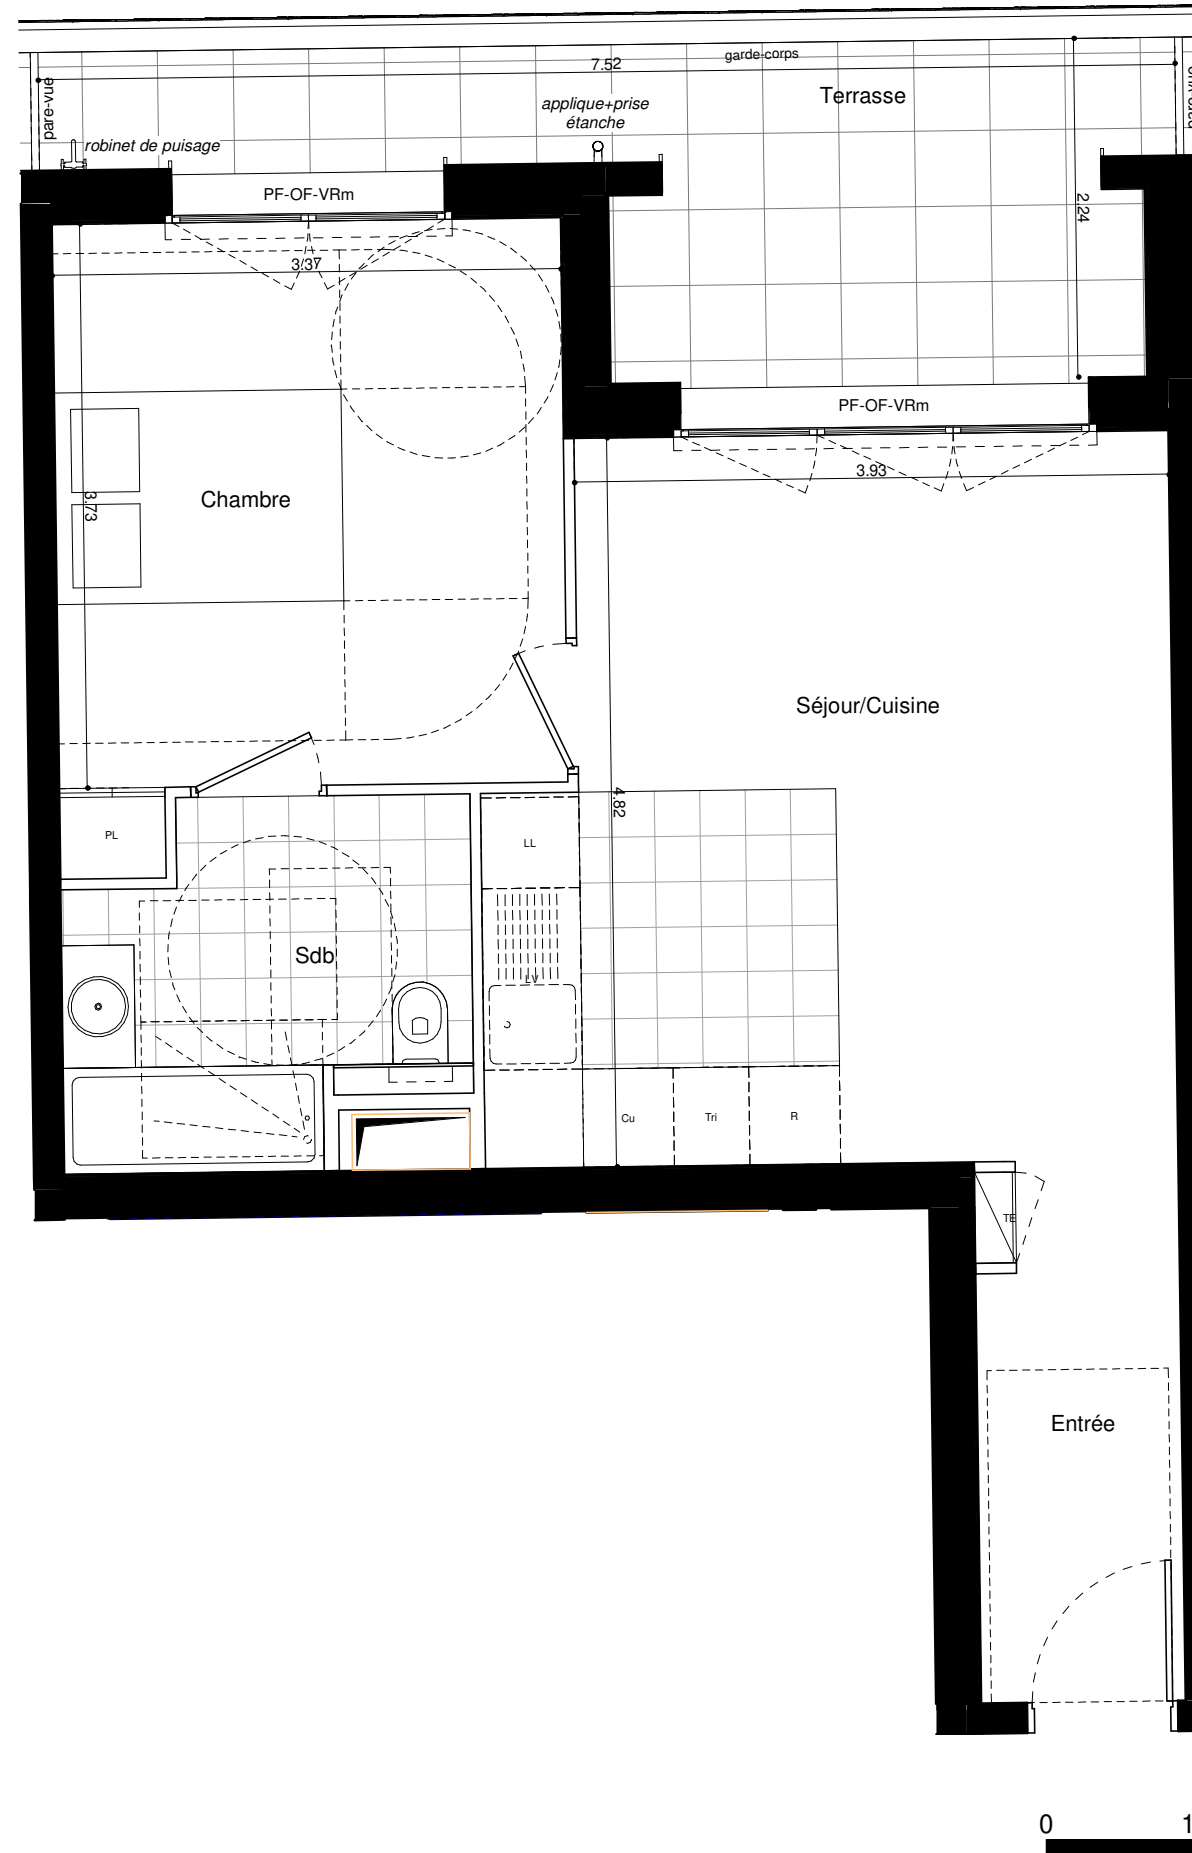 garde-corps
7.52
pare-vue
Terrasse
applique+prise
étanche
robinet de puisage
PF-OF-VRm
2.24
3.37
PF-OF-VRm
3.93
Chambre
3.73
Séjour/Cuisine
4.82
PL
LL
Sdb
LV
Cu
Tri
R
TE
Entrée
0 1